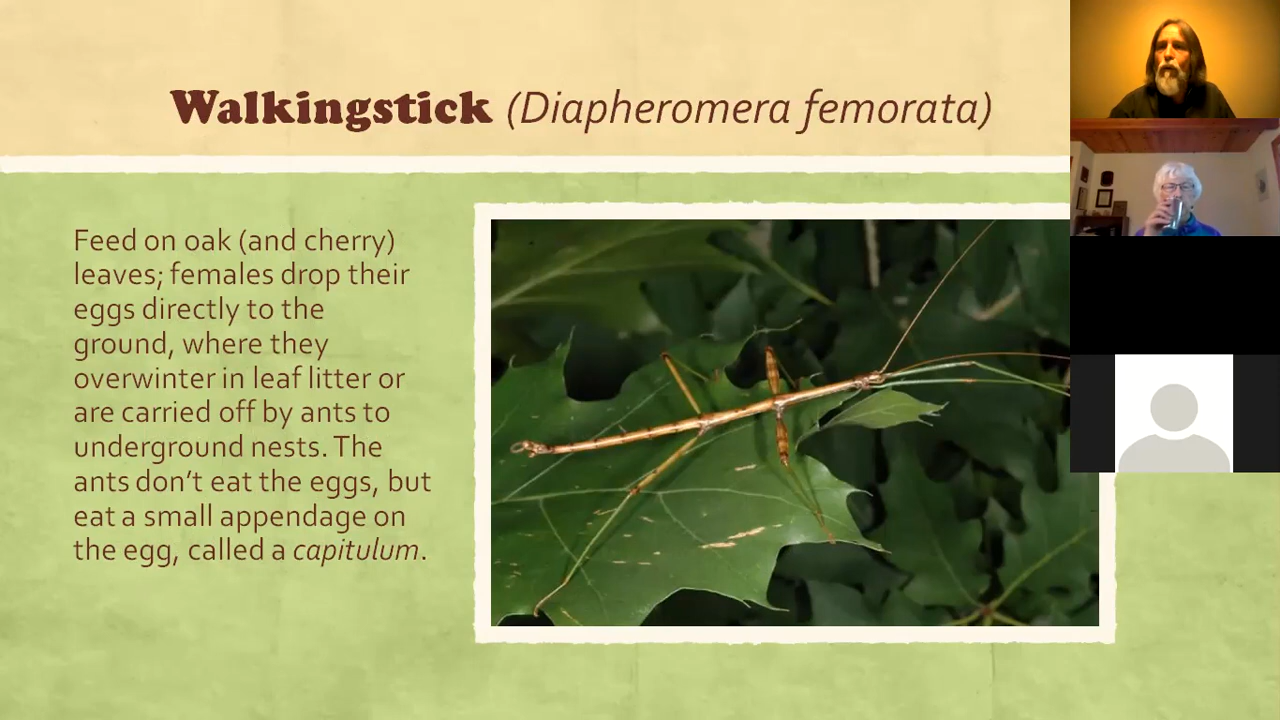 Walkingstick (Diapheromera femorata)
Feed on oak (and cherry)
leaves; females drop their
eggs directly to the
ground, where they
overwinter in leaf litter or
are carried off by ants to
underground nests. The
ants don’t eat the eggs, but
eat a small appendage on
the egg, called a capitulum.